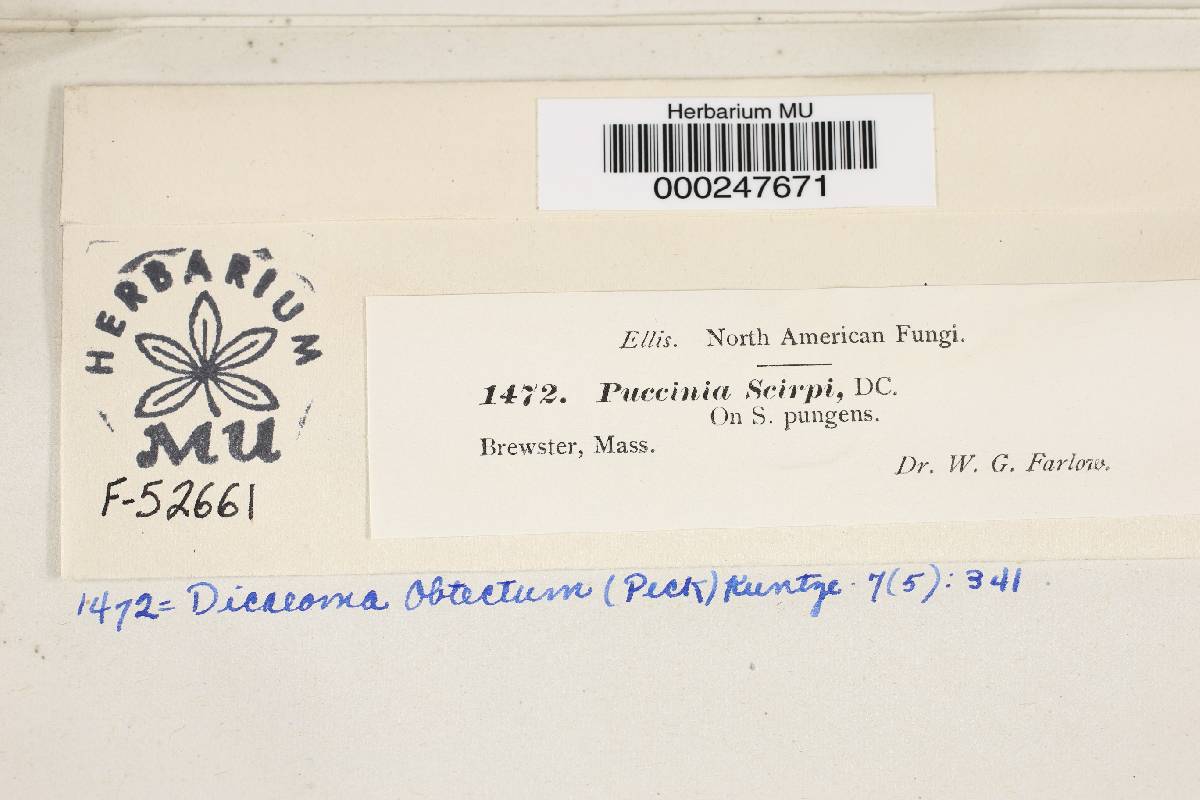 Herbarium MU
000247671
HERBARIUM
MU
F-52661
Ellis. North American Fungi.
1472. Puccinia Scirpi, DC.
On S. pungens.
Brewster, Mass.
Dr. W. G. Farlow.
1472= Dicaeoma Obtectum (Peck) Kuntze. 7(5): 341